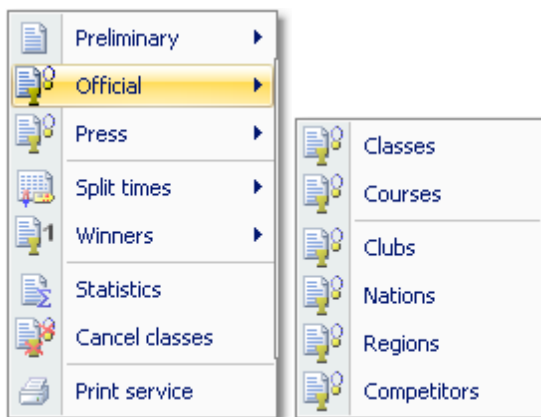 Preliminary
Official
Press
Split times
Winners
Statistics
Cancel classes
Print service
Classes
Courses
Clubs
Nations
Regions
Competitors